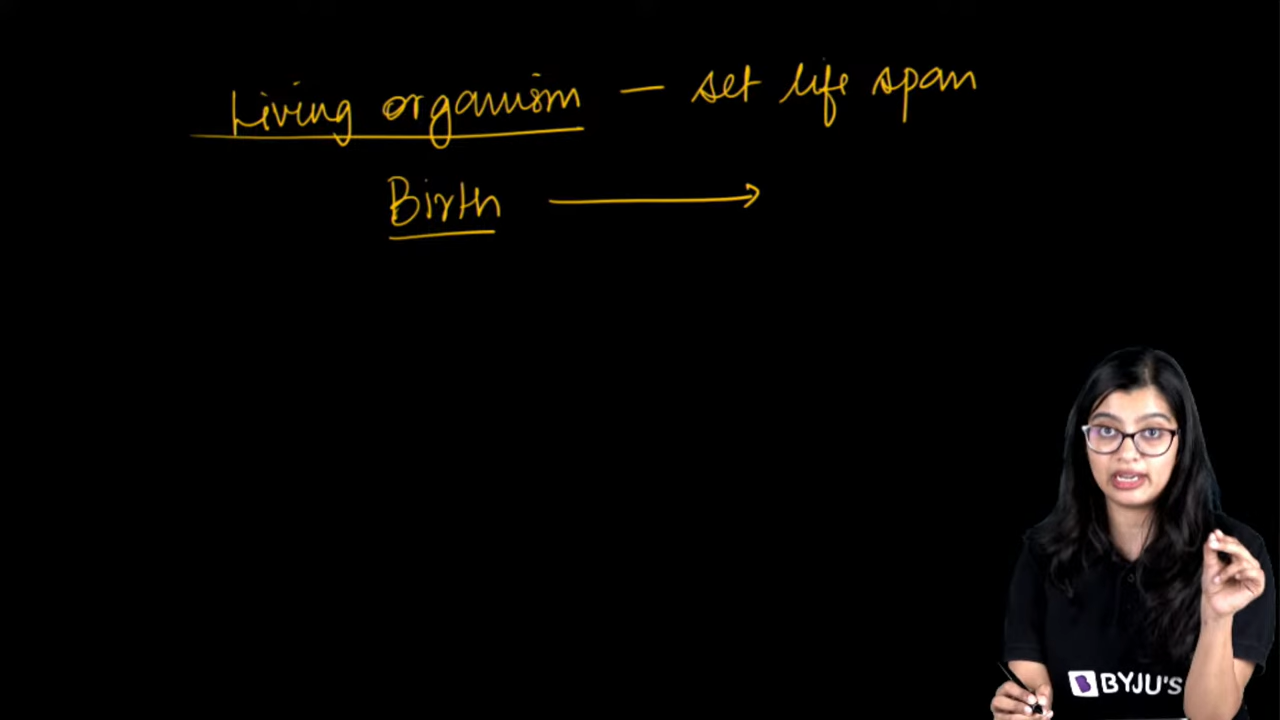 Living organism — set life span
Birth →
BYJU'S